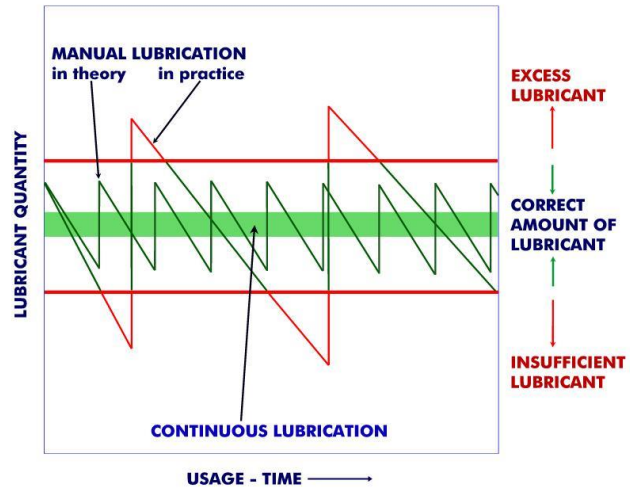 MANUAL LUBRICATION
in theory in practice
EXCESS
LUBRICANT
LUBRICANT QUANTITY
CORRECT
AMOUNT OF
LUBRICANT
INSUFFICIENT
LUBRICANT
CONTINUOUS LUBRICATION
USAGE - TIME